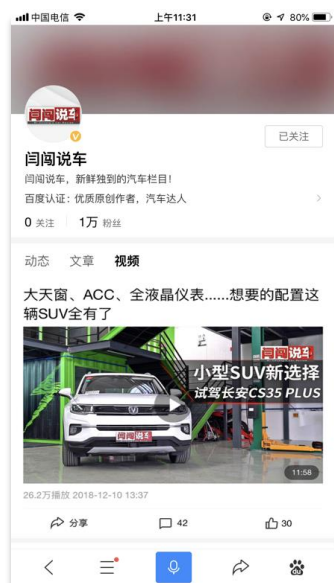 中国电信 上午11:31 80%
闫闯说车
已关注
闫闯说车
闫闯说车，新鲜独到的汽车栏目！
百度认证：优质原创作者，汽车达人
0 关注 1万 粉丝
动态 文章 视频
大天窗、ACC、全液晶仪表......想要的配置这
辆SUV全有了
闫闯说车
小型SUV新选择
试驾长安CS35 PLUS
闫闯说车
11:58
26.2万播放 2018-12-10 13:37
分享 42 30